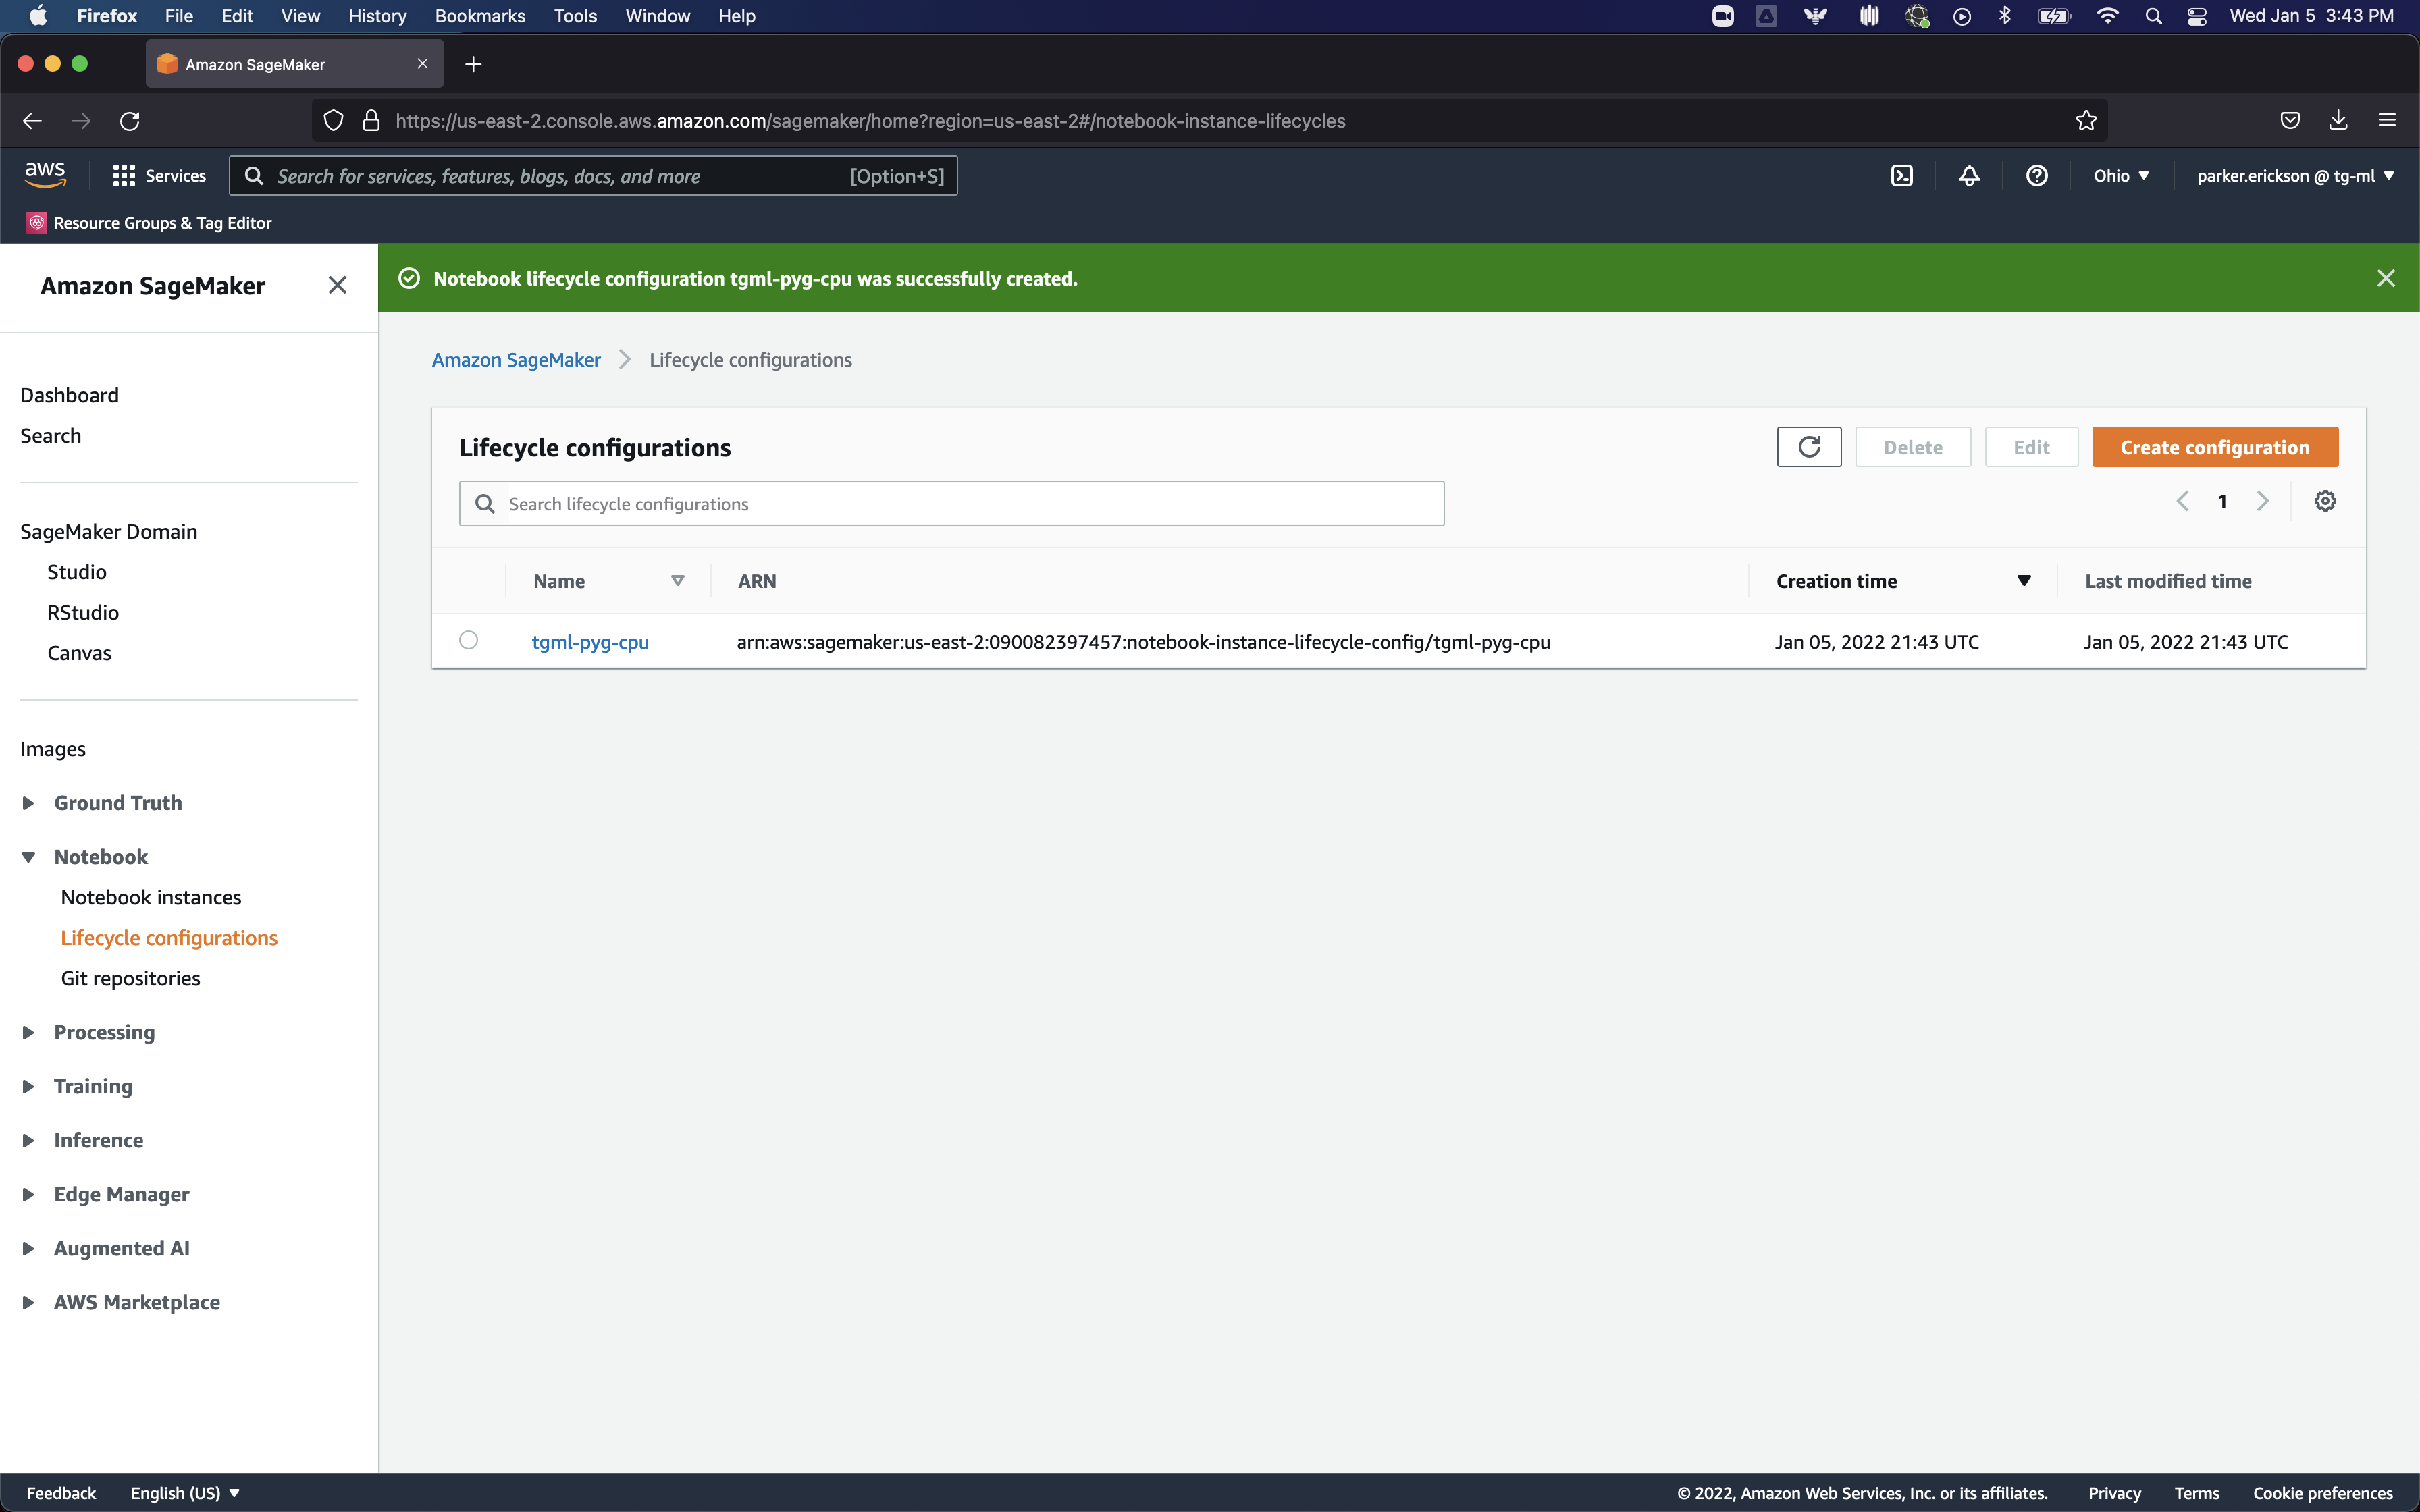 Firefox File Edit View History Bookmarks Tools Window Help Wed Jan 5 3:43 PM
Amazon SageMaker
https://us-east-2.console.aws.amazon.com/sagemaker/home?region=us-east-2#/notebook-instance-lifecycles
aws Services Search for services, features, blogs, docs, and more [Option+S] Ohio parker.erickson @ tg-ml
Resource Groups & Tag Editor
Amazon SageMaker
Dashboard
Search
SageMaker Domain
Studio
RStudio
Canvas
Images
Ground Truth
Notebook
Notebook instances
Lifecycle configurations
Git repositories
Processing
Training
Inference
Edge Manager
Augmented AI
AWS Marketplace
Notebook lifecycle configuration tgml-pyg-cpu was successfully created.
Amazon SageMaker Lifecycle configurations
Lifecycle configurations Delete Edit Create configuration
Search lifecycle configurations 1
Name ARN Creation time Last modified time
tgml-pyg-cpu arn:aws:sagemaker:us-east-2:090082397457:notebook-instance-lifecycle-config/tgml-pyg-cpu Jan 05, 2022 21:43 UTC Jan 05, 2022 21:43 UTC
Feedback English (US) © 2022, Amazon Web Services, Inc. or its affiliates. Privacy Terms Cookie preferences